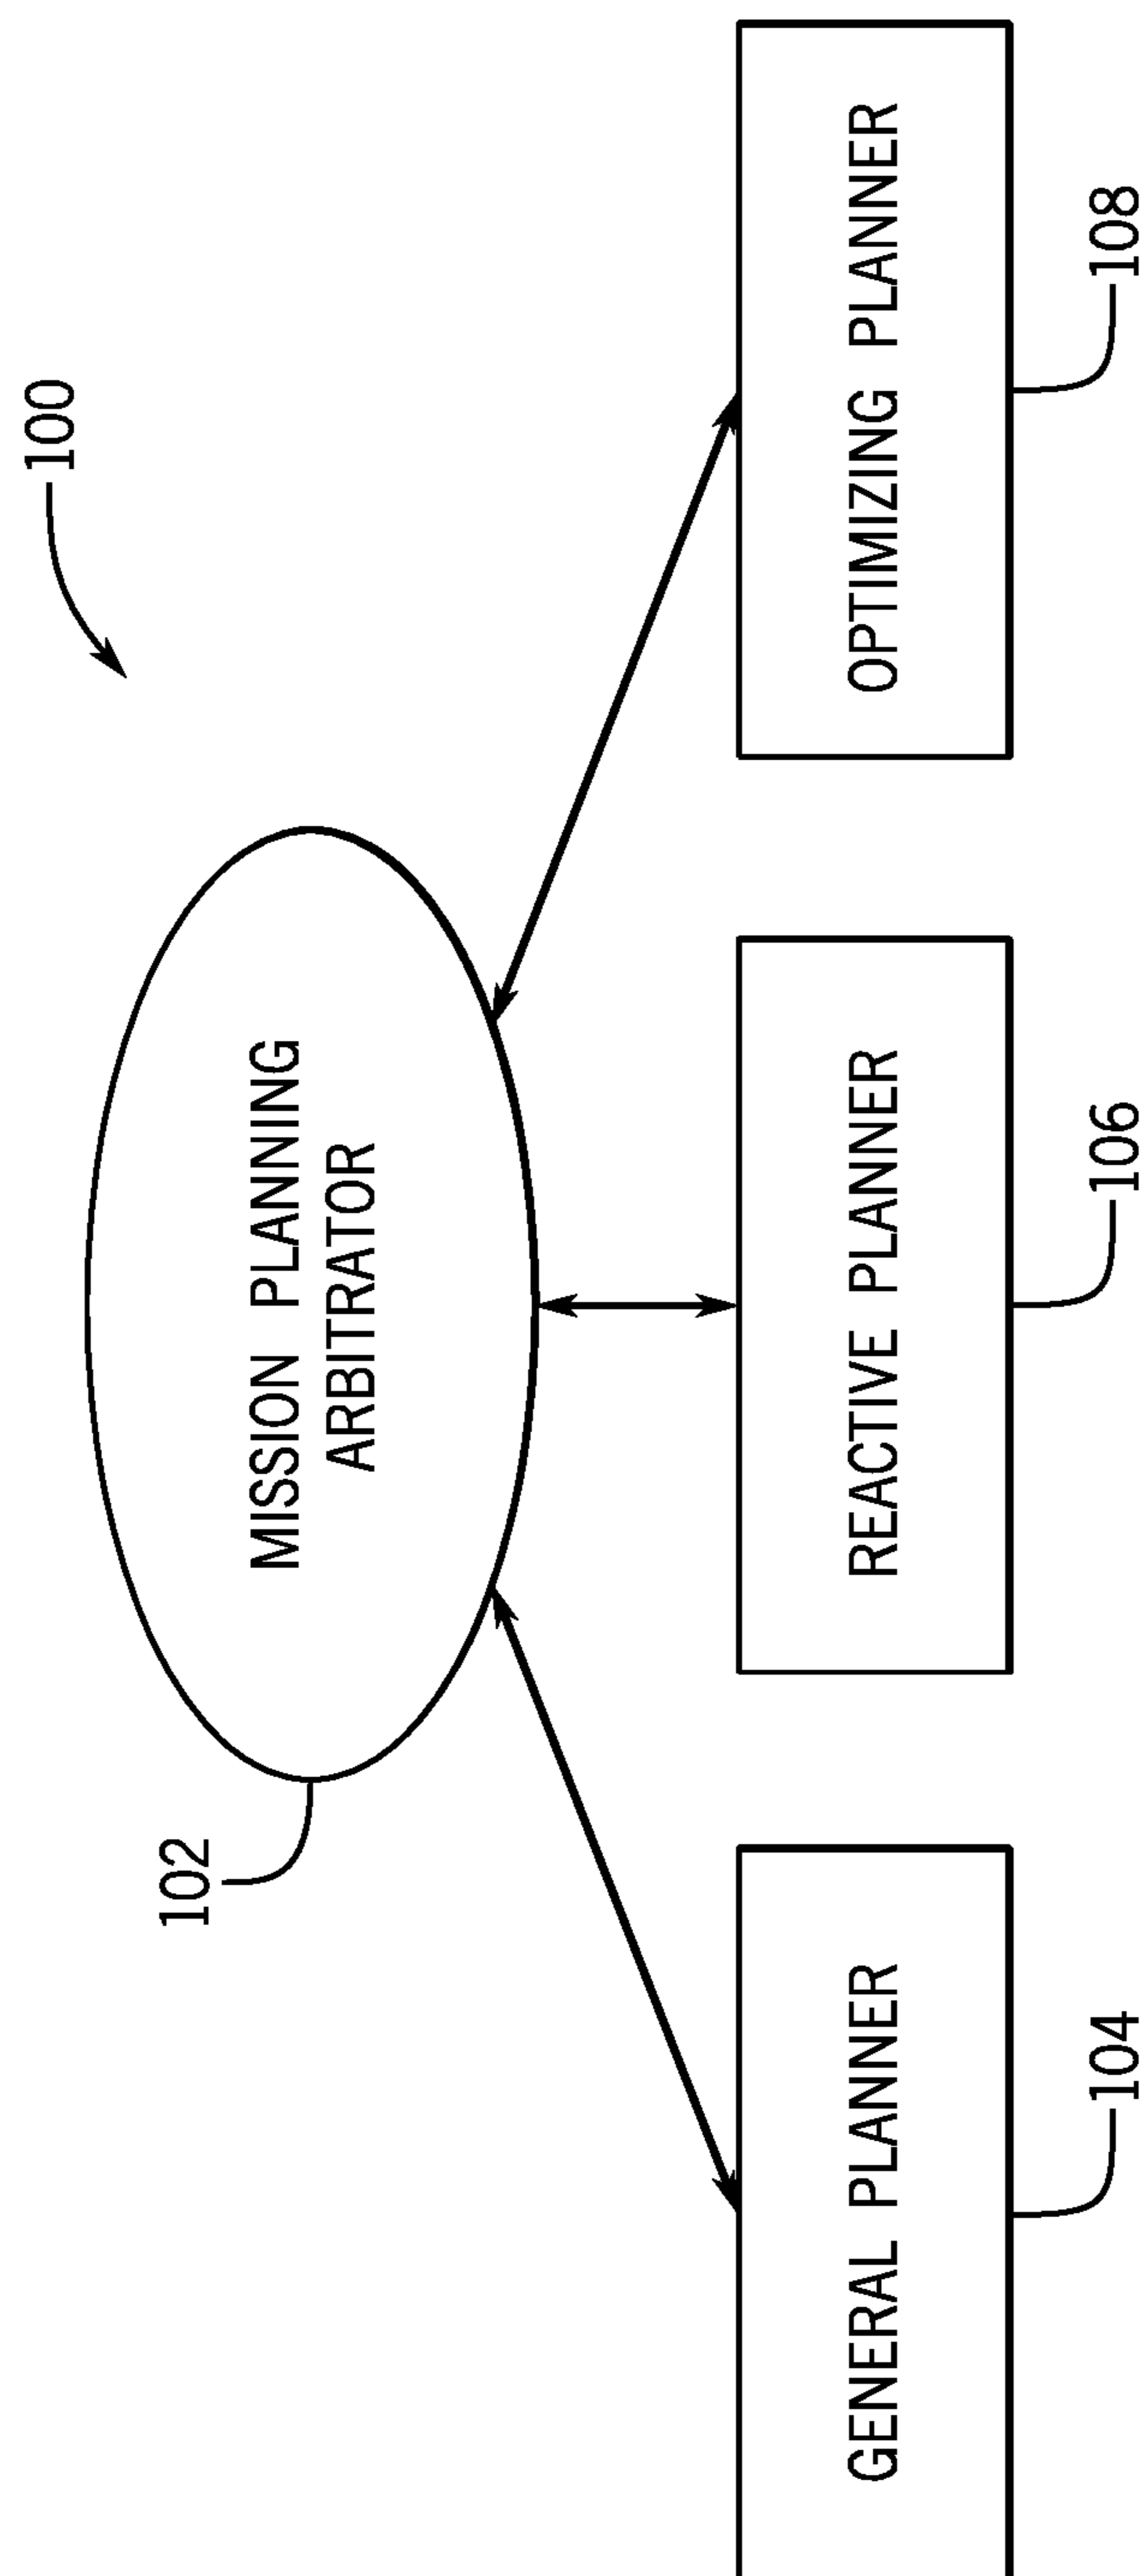 100
102
MISSION PLANNING
ARBITRATOR
GENERAL PLANNER
REACTIVE PLANNER
OPTIMIZING PLANNER
104
106
108